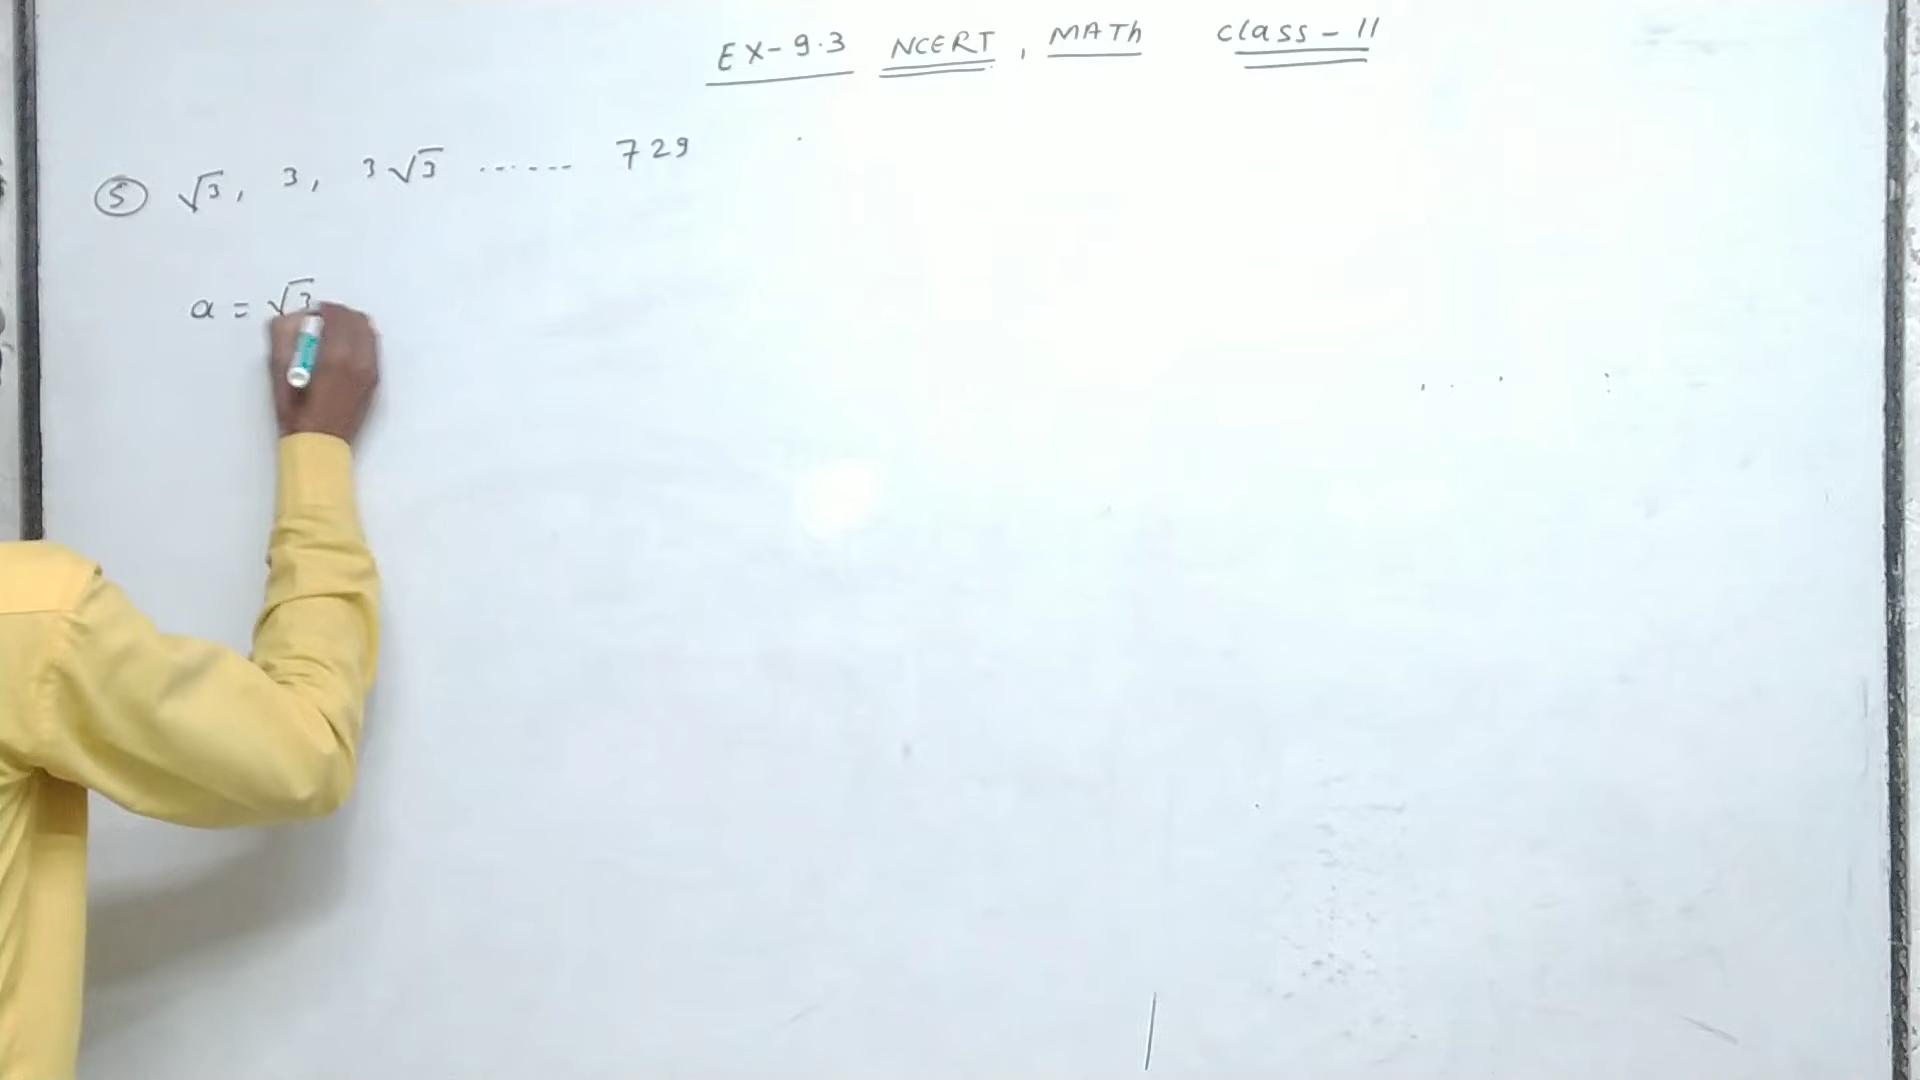 EX-9.3 NCERT, MATh class-11
⑤ √3, 3, 3√3 ...... 729
a = √3